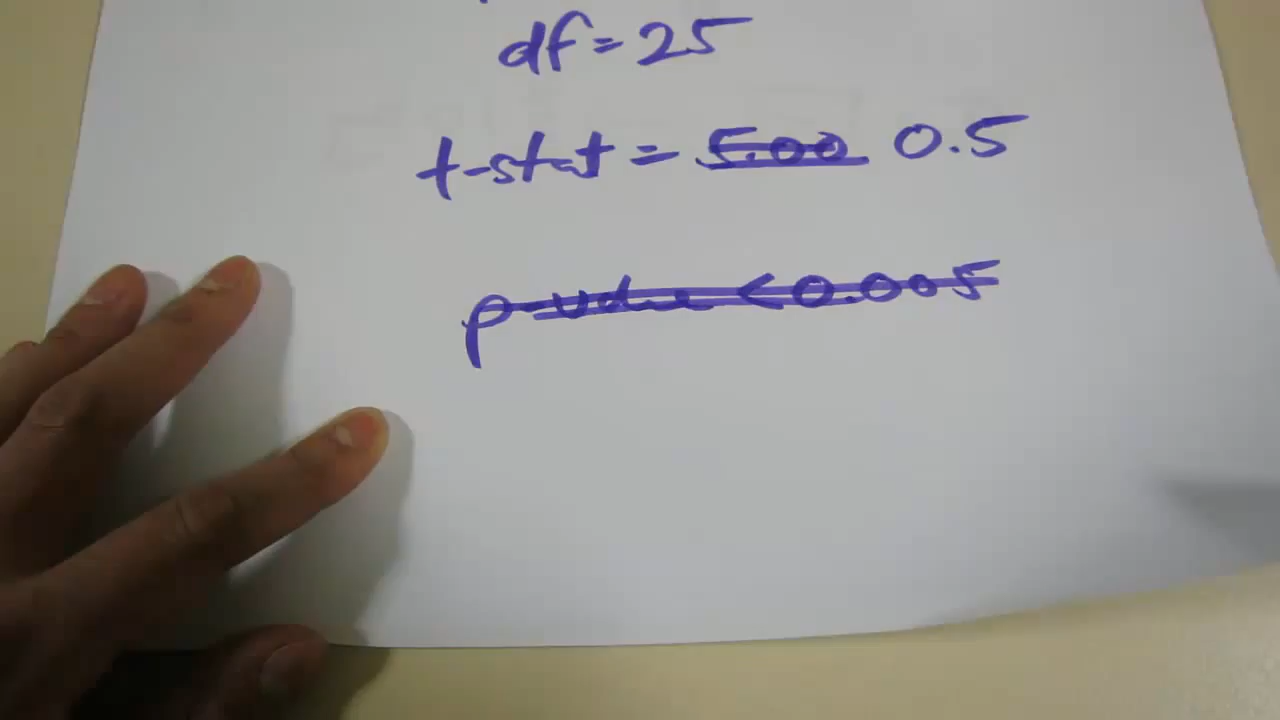 df = 25
t-stat = 5.00 0.5
p-value < 0.005